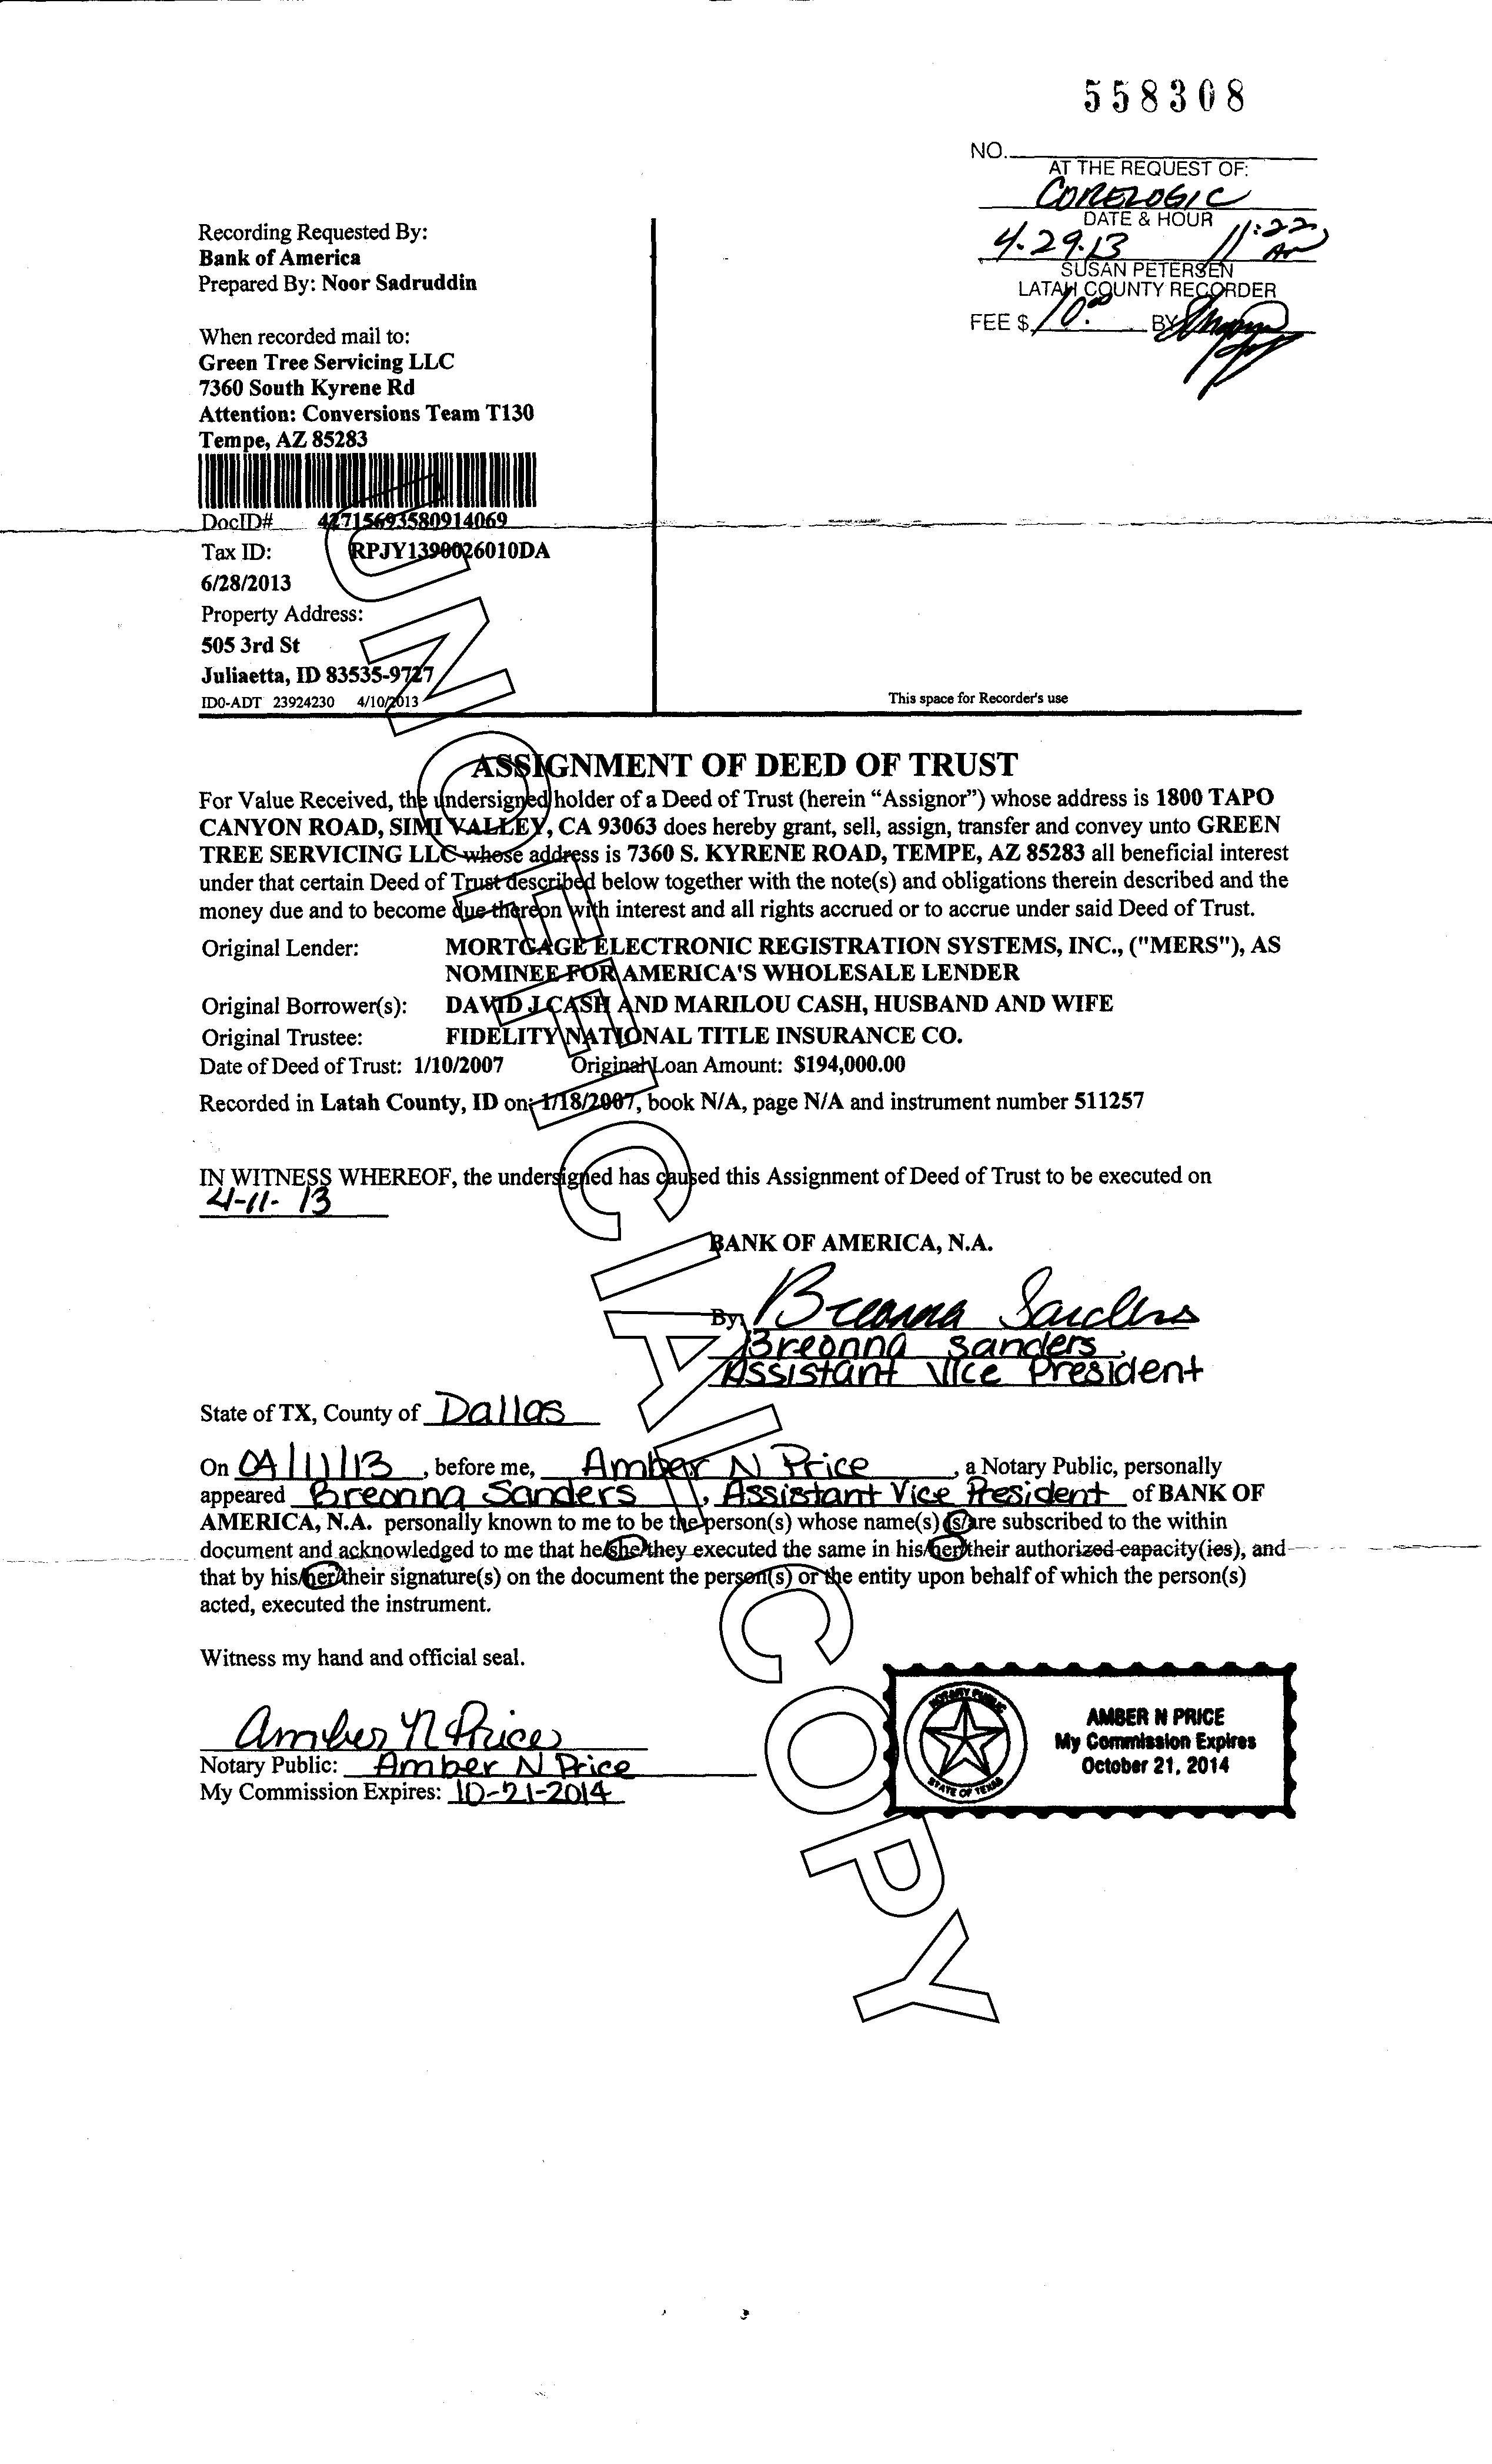 558308
NO.
AT THE REQUEST OF:
CORELOGIC
DATE & HOUR
4.29.13 11:22 AM
SUSAN PETERSEN
LATAH COUNTY RECORDER
FEE $ 10.00 BY
Recording Requested By:
Bank of America
Prepared By: Noor Sadruddin
When recorded mail to:
Green Tree Servicing LLC
7360 South Kyrene Rd
Attention: Conversions Team T130
Tempe, AZ 85283
DocID# 42715693580914069
Tax ID: RPJY1390026010DA
6/28/2013
Property Address:
505 3rd St
Juliaetta, ID 83535-9727
ID0-ADT 23924230 4/10/2013
This space for Recorder's use
ASSIGNMENT OF DEED OF TRUST
For Value Received, the undersigned holder of a Deed of Trust (herein “Assignor”) whose address is 1800 TAPO
CANYON ROAD, SIMI VALLEY, CA 93063 does hereby grant, sell, assign, transfer and convey unto GREEN
TREE SERVICING LLC whose address is 7360 S. KYRENE ROAD, TEMPE, AZ 85283 all beneficial interest
under that certain Deed of Trust described below together with the note(s) and obligations therein described and the
money due and to become due thereon with interest and all rights accrued or to accrue under said Deed of Trust.
Original Lender: MORTGAGE ELECTRONIC REGISTRATION SYSTEMS, INC., ("MERS"), AS
NOMINEE FOR AMERICA'S WHOLESALE LENDER
Original Borrower(s): DAVID J CASH AND MARILOU CASH, HUSBAND AND WIFE
Original Trustee: FIDELITY NATIONAL TITLE INSURANCE CO.
Date of Deed of Trust: 1/10/2007 Original Loan Amount: $194,000.00
Recorded in Latah County, ID on: 1/18/2007, book N/A, page N/A and instrument number 511257
IN WITNESS WHEREOF, the undersigned has caused this Assignment of Deed of Trust to be executed on
4-11-13
BANK OF AMERICA, N.A.
By: Breonna Sanders
Breonna Sanders,
Assistant Vice President
State of TX, County of Dallas
On 04/11/13, before me, Amber N Price, a Notary Public, personally
appeared Breonna Sanders, Assistant Vice President of BANK OF
AMERICA, N.A. personally known to me to be the person(s) whose name(s) is/are subscribed to the within
document and acknowledged to me that he/she/they executed the same in his/her/their authorized capacity(ies), and
that by his/her/their signature(s) on the document the person(s) or the entity upon behalf of which the person(s)
acted, executed the instrument.
Witness my hand and official seal.
Amber N Price
Notary Public: Amber N Price
My Commission Expires: 10-21-2014
NOTARY PUBLIC
STATE OF TEXAS
AMBER N PRICE
My Commission Expires
October 21, 2014
UNOFFICIAL COPY